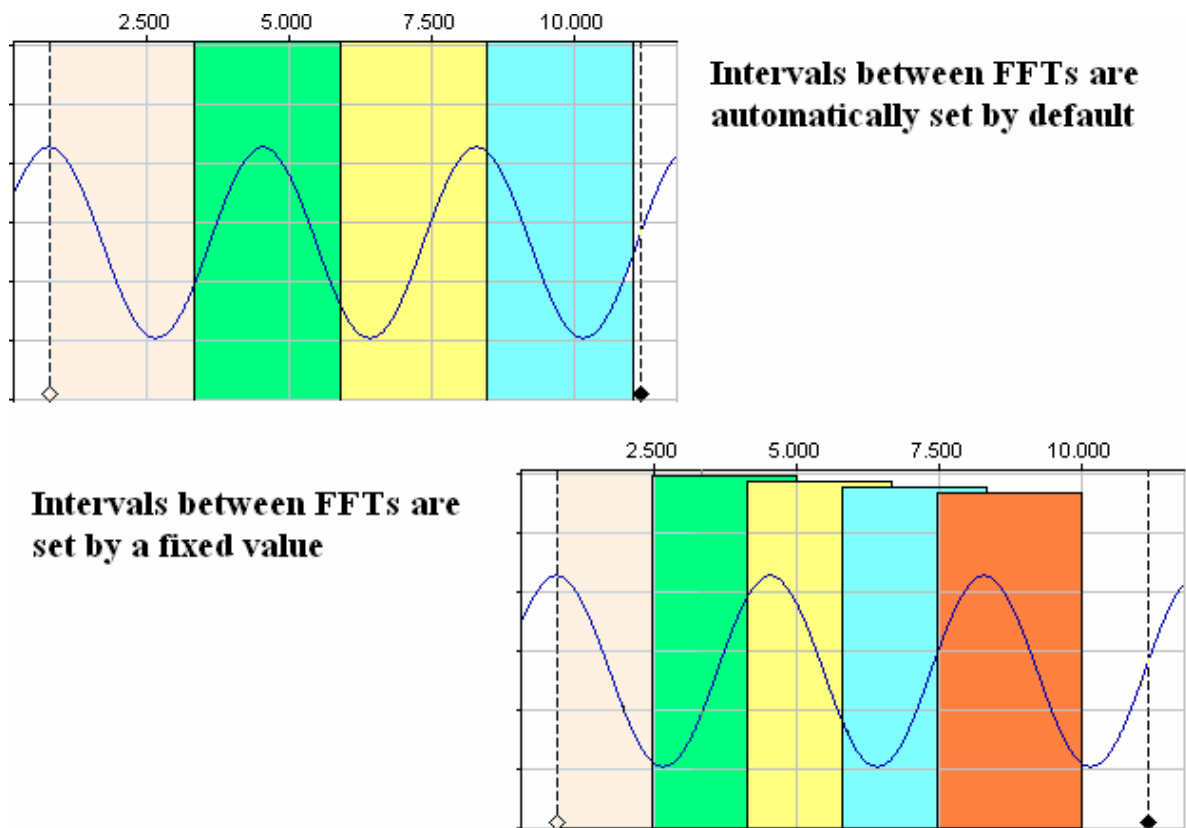 2.500 5.000 7.500 10.000
Intervals between FFTs are
automatically set by default
2.500 5.000 7.500 10.000
Intervals between FFTs are
set by a fixed value